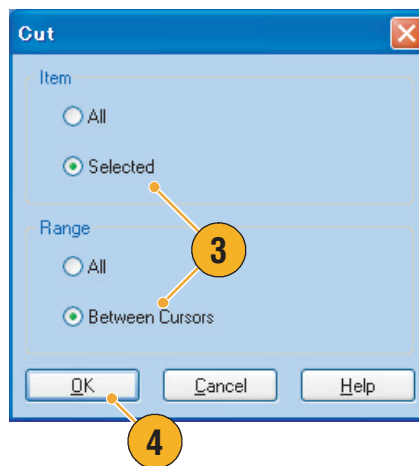 Cut
Item
All
Selected
3
Range
All
Between Cursors
OK
Cancel
Help
4